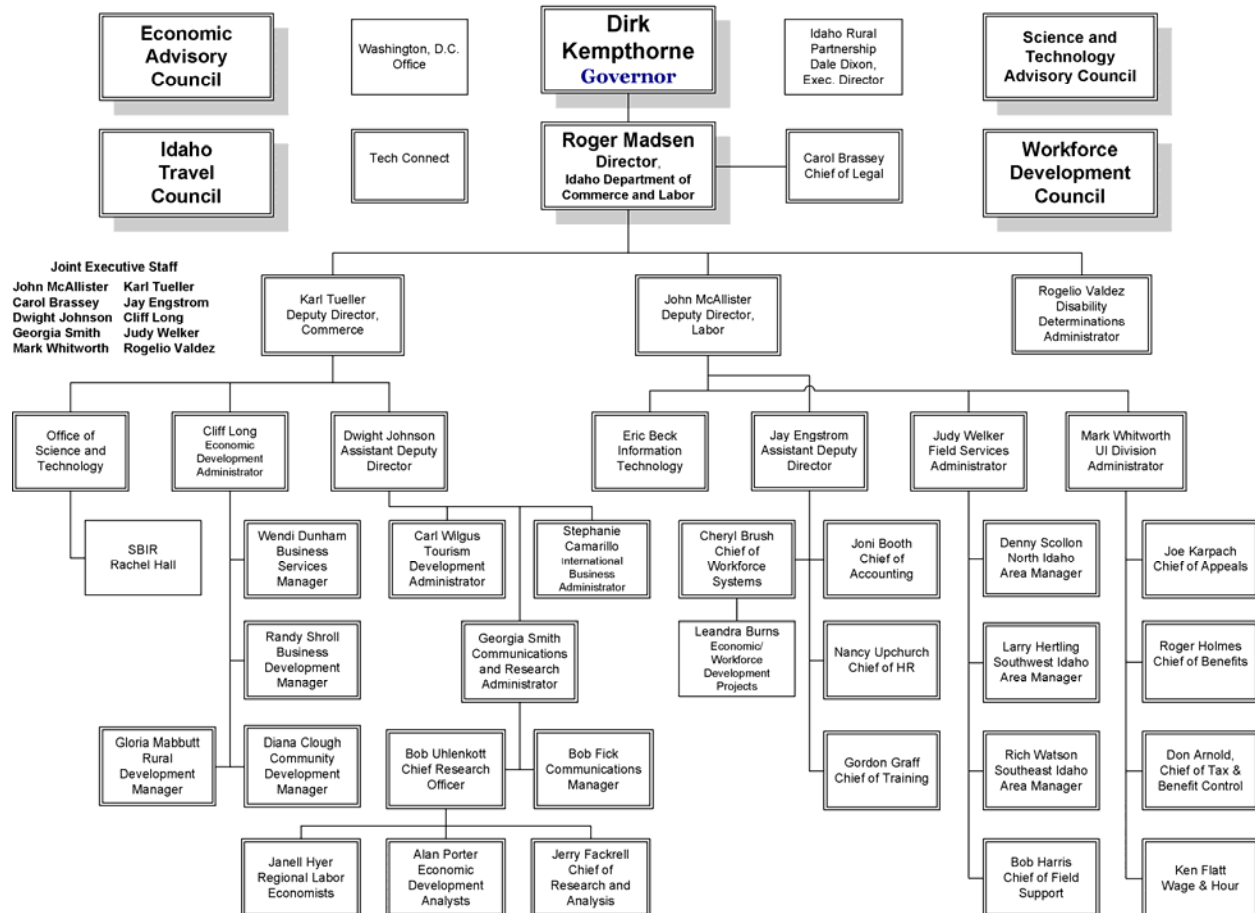 Economic
Advisory
Council
Washington, D.C.
Office
Dirk
Kempthorne
Governor
Idaho Rural
Partnership
Dale Dixon,
Exec. Director
Science and
Technology
Advisory Council
Idaho
Travel
Council
Tech Connect
Roger Madsen
Director,
Idaho Department of
Commerce and Labor
Carol Brassey
Chief of Legal
Workforce
Development
Council
Joint Executive Staff
John McAllister Karl Tueller
Carol Brassey Jay Engstrom
Dwight Johnson Cliff Long
Georgia Smith Judy Welker
Mark Whitworth Rogelio Valdez
Karl Tueller
Deputy Director,
Commerce
John McAllister
Deputy Director,
Labor
Rogelio Valdez
Disability
Determinations
Administrator
Office of
Science and
Technology
Cliff Long
Economic
Development
Administrator
Dwight Johnson
Assistant Deputy
Director
Eric Beck
Information
Technology
Jay Engstrom
Assistant Deputy
Director
Judy Welker
Field Services
Administrator
Mark Whitworth
UI Division
Administrator
SBIR
Rachel Hall
Wendi Dunham
Business
Services
Manager
Carl Wilgus
Tourism
Development
Administrator
Stephanie
Camarillo
International
Business
Administrator
Cheryl Brush
Chief of
Workforce
Systems
Joni Booth
Chief of
Accounting
Denny Scollon
North Idaho
Area Manager
Joe Karpach
Chief of Appeals
Randy Shroll
Business
Development
Manager
Georgia Smith
Communications
and Research
Administrator
Leandra Burns
Economic/
Workforce
Development
Projects
Nancy Upchurch
Chief of HR
Larry Hertling
Southwest Idaho
Area Manager
Roger Holmes
Chief of Benefits
Gloria Mabbutt
Rural
Development
Manager
Diana Clough
Community
Development
Manager
Bob Uhlenkott
Chief Research
Officer
Bob Fick
Communications
Manager
Gordon Graff
Chief of Training
Rich Watson
Southeast Idaho
Area Manager
Don Arnold,
Chief of Tax &
Benefit Control
Janell Hyer
Regional Labor
Economists
Alan Porter
Economic
Development
Analysts
Jerry Fackrell
Chief of
Research and
Analysis
Bob Harris
Chief of Field
Support
Ken Flatt
Wage & Hour